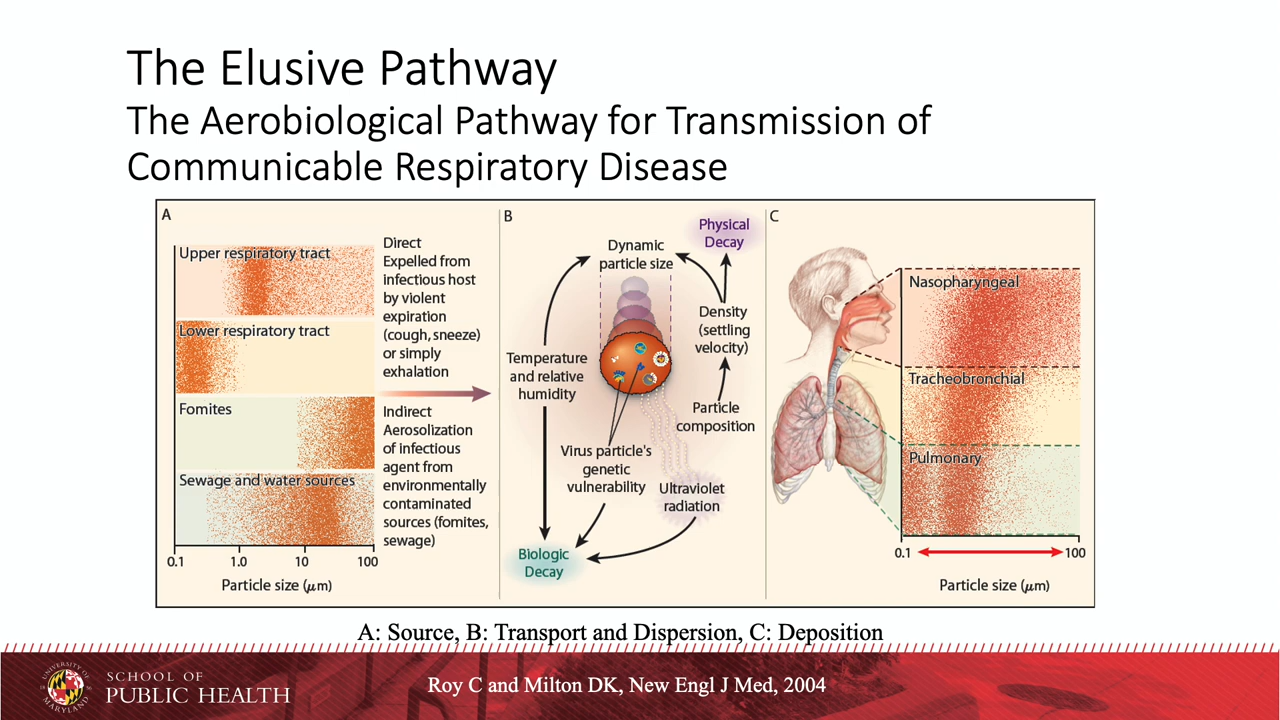 The Elusive Pathway
The Aerobiological Pathway for Transmission of
Communicable Respiratory Disease
A
Upper respiratory tract
Lower respiratory tract
Fomites
Sewage and water sources
0.1
1.0
10
100
Particle size (μm)
Direct
Expelled from
infectious host
by violent
expiration
(cough, sneeze)
or simply
exhalation
Indirect
Aerosolization
of infectious
agent from
environmentally
contaminated
sources (fomites,
sewage)
B
Dynamic
particle size
Physical
Decay
Density
(settling
velocity)
Temperature
and relative
humidity
Particle
composition
Virus particle's
genetic
vulnerability
Ultraviolet
radiation
Biologic
Decay
C
Nasopharyngeal
Tracheobronchial
Pulmonary
0.1
100
Particle size (μm)
A: Source, B: Transport and Dispersion, C: Deposition
UNIVERSITY OF
MARYLAND
SCHOOL OF
PUBLIC HEALTH
Roy C and Milton DK, New Engl J Med, 2004